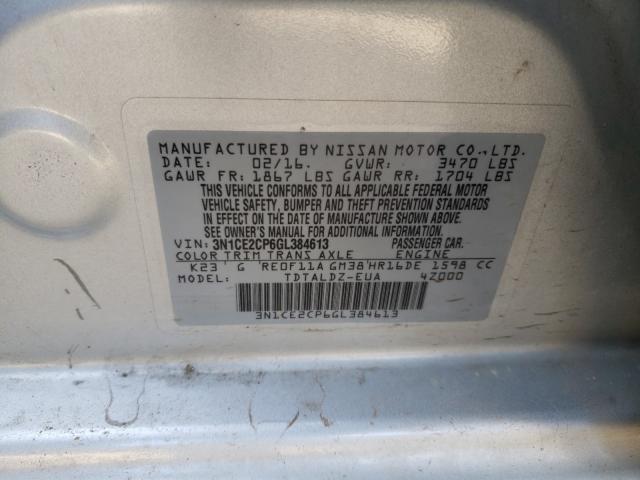 MANUFACTURED BY NISSAN MOTOR CO.,LTD.
DATE: 02/16. GVWR: 3470 LBS
GAWR FR: 1867 LBS GAWR RR: 1704 LBS
THIS VEHICLE CONFORMS TO ALL APPLICABLE FEDERAL MOTOR
VEHICLE SAFETY, BUMPER AND THEFT PREVENTION STANDARDS
IN EFFECT ON THE DATE OF MANUFACTURE SHOWN ABOVE.
SEE OWNER'S MANUAL FOR ADDITIONAL INFORMATION.
VIN: 3N1CE2CP6GL384613 PASSENGER CAR.
COLOR TRIM TRANS AXLE ENGINE
K23 G RE0F11A GM38 HR16DE 1598 CC
MODEL: TDTALDZ-EUA 4Z000
3N1CE2CP6GL384613